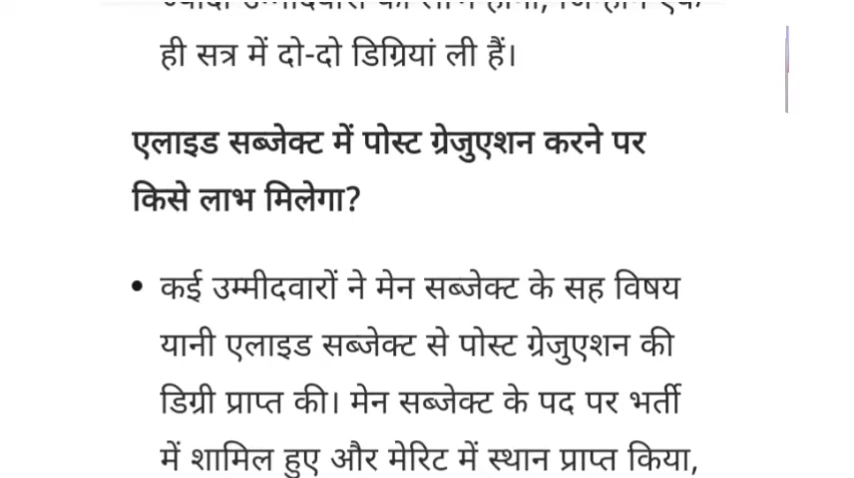 ही सत्र में दो-दो डिग्रियां ली हैं।
एलाइड सब्जेक्ट में पोस्ट ग्रेजुएशन करने पर
किसे लाभ मिलेगा?
• कई उम्मीदवारों ने मेन सब्जेक्ट के सह विषय
यानी एलाइड सब्जेक्ट से पोस्ट ग्रेजुएशन की
डिग्री प्राप्त की। मेन सब्जेक्ट के पद पर भर्ती
में शामिल हुए और मेरिट में स्थान प्राप्त किया,